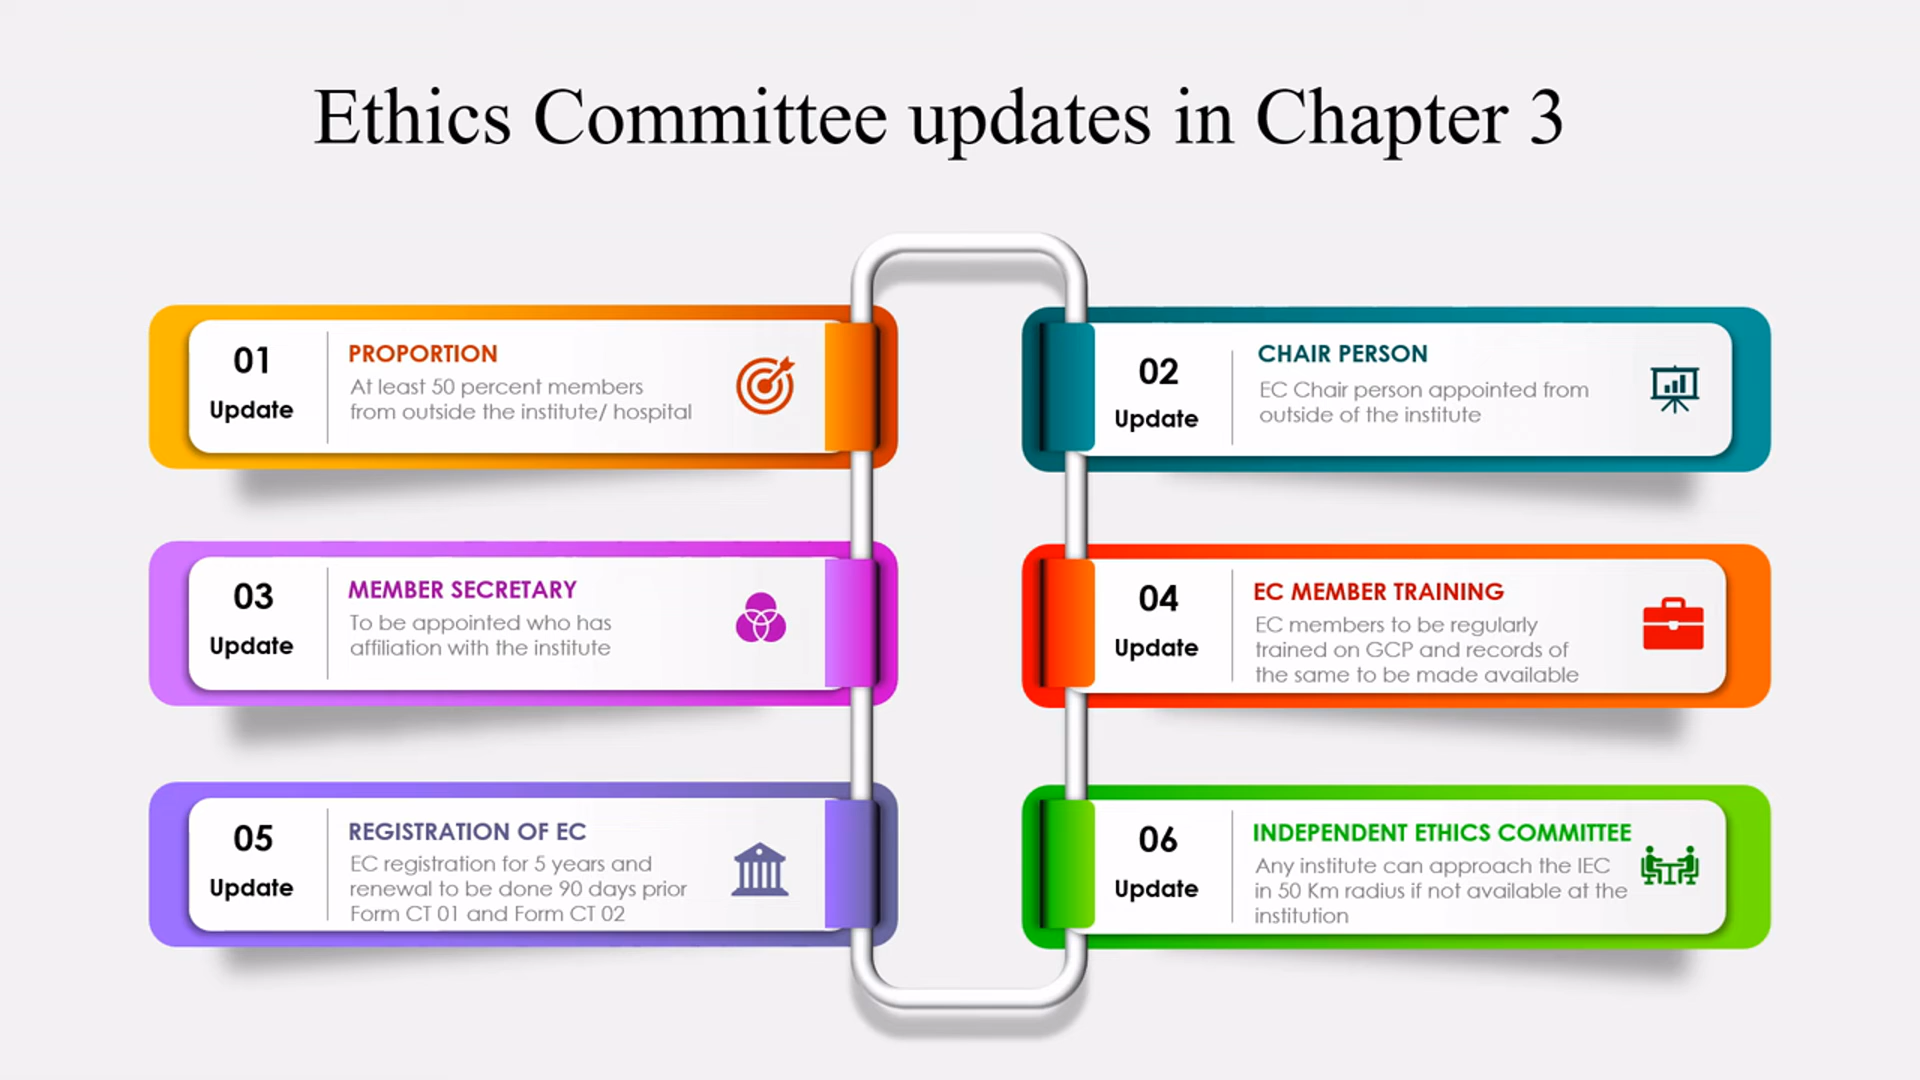 Ethics Committee updates in Chapter 3
01
Update
PROPORTION
At least 50 percent members
from outside the institute/ hospital
02
Update
CHAIR PERSON
EC Chair person appointed from
outside of the institute
03
Update
MEMBER SECRETARY
To be appointed who has
affiliation with the institute
04
Update
EC MEMBER TRAINING
EC members to be regularly
trained on GCP and records of
the same to be made available
05
Update
REGISTRATION OF EC
EC registration for 5 years and
renewal to be done 90 days prior
Form CT 01 and Form CT 02
06
Update
INDEPENDENT ETHICS COMMITTEE
Any institute can approach the IEC
in 50 Km radius if not available at the
institution